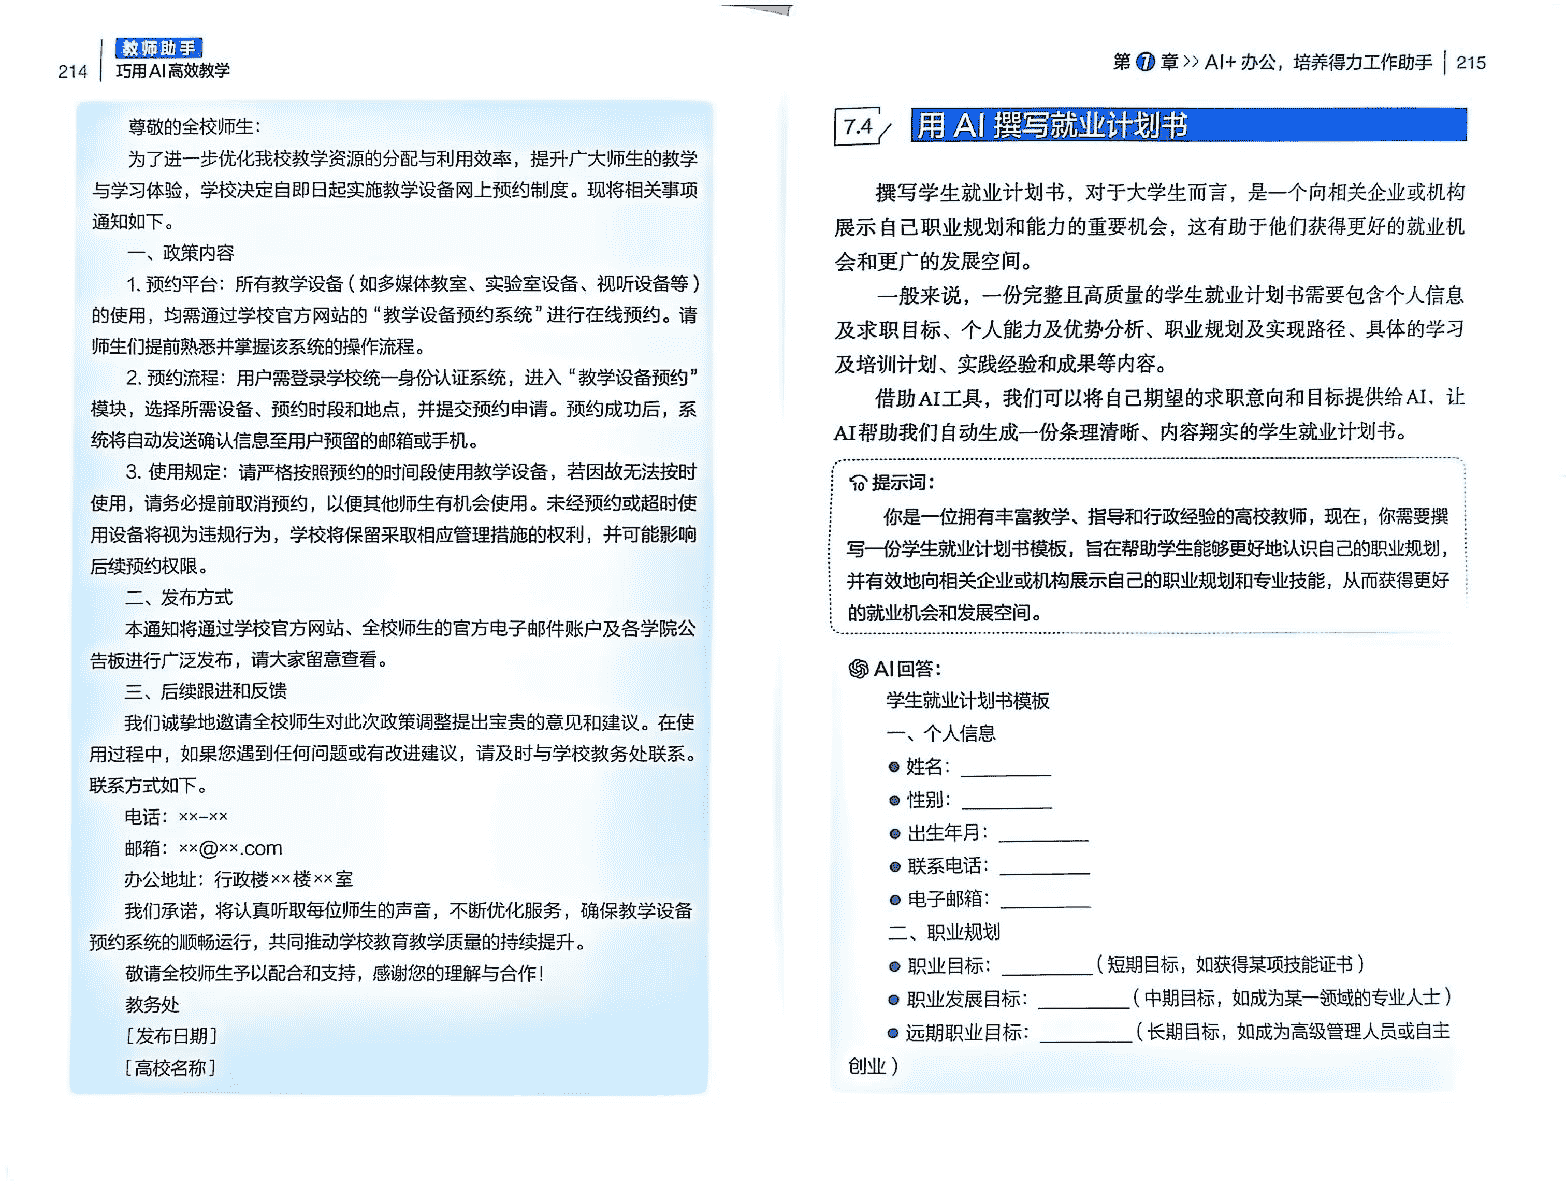 214
教师助手
巧用AI高效教学
尊敬的全校师生：
为了进一步优化我校教学资源的分配与利用效率，提升广大师生的教学
与学习体验，学校决定自即日起实施教学设备网上预约制度。现将相关事项
通知如下。
一、政策内容
1. 预约平台：所有教学设备（如多媒体教室、实验室设备、视听设备等）
的使用，均需通过学校官方网站的“教学设备预约系统”进行在线预约。请
师生们提前熟悉并掌握该系统的操作流程。
2. 预约流程：用户需登录学校统一身份认证系统，进入“教学设备预约”
模块，选择所需设备、预约时段和地点，并提交预约申请。预约成功后，系
统将自动发送确认信息至用户预留的邮箱或手机。
3. 使用规定：请严格按照预约的时间段使用教学设备，若因故无法按时
使用，请务必提前取消预约，以便其他师生有机会使用。未经预约或超时使
用设备将视为违规行为，学校将保留采取相应管理措施的权利，并可能影响
后续预约权限。
二、发布方式
本通知将通过学校官方网站、全校师生的官方电子邮件账户及各学院公
告板进行广泛发布，请大家留意查看。
三、后续跟进和反馈
我们诚挚地邀请全校师生对此次政策调整提出宝贵的意见和建议。在使
用过程中，如果您遇到任何问题或有改进建议，请及时与学校教务处联系。
联系方式如下。
电话：××–××
邮箱：××@××.com
办公地址：行政楼××楼××室
我们承诺，将认真听取每位师生的声音，不断优化服务，确保教学设备
预约系统的顺畅运行，共同推动学校教育教学质量的持续提升。
敬请全校师生予以配合和支持，感谢您的理解与合作！
教务处
［发布日期］
［高校名称］
第7章 >> AI+ 办公，培养得力工作助手 | 215
7.4 用 AI 撰写就业计划书
撰写学生就业计划书，对于大学生而言，是一个向相关企业或机构
展示自己职业规划和能力的重要机会，这有助于他们获得更好的就业机
会和更广的发展空间。
一般来说，一份完整且高质量的学生就业计划书需要包含个人信息
及求职目标、个人能力及优势分析、职业规划及实现路径、具体的学习
及培训计划、实践经验和成果等内容。
借助AI工具，我们可以将自己期望的求职意向和目标提供给AI，让
AI帮助我们自动生成一份条理清晰、内容翔实的学生就业计划书。
提示词：
你是一位拥有丰富教学、指导和行政经验的高校教师，现在，你需要撰
写一份学生就业计划书模板，旨在帮助学生能够更好地认识自己的职业规划，
并有效地向相关企业或机构展示自己的职业规划和专业技能，从而获得更好
的就业机会和发展空间。
AI回答：
学生就业计划书模板
一、个人信息
● 姓名：__________
● 性别：__________
● 出生年月：__________
● 联系电话：__________
● 电子邮箱：__________
二、职业规划
● 职业目标：__________（短期目标，如获得某项技能证书）
● 职业发展目标：__________（中期目标，如成为某一领域的专业人士）
● 远期职业目标：__________（长期目标，如成为高级管理人员或自主
创业）